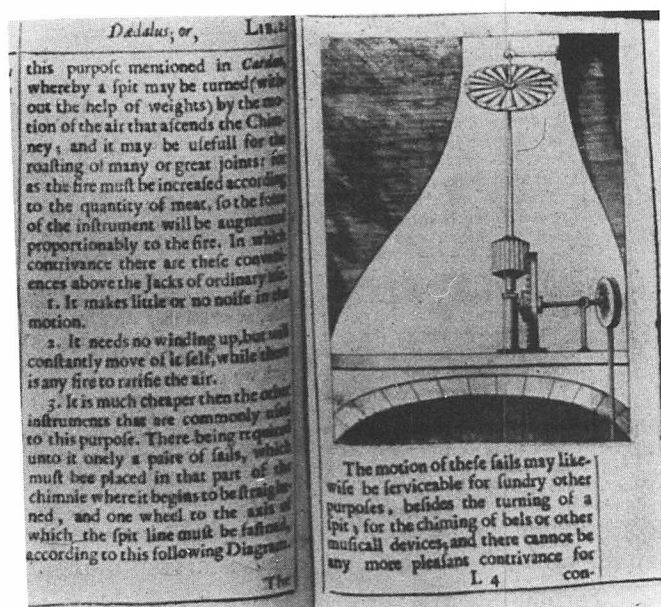 Dædalus; or, LIB.
this purpoſe mentioned in Cardan,
whereby a ſpit may be turned (with
out the help of weights) by the mo
tion of the air that aſcends the Chim
ney; and it may be uſefull for the
roaſting of many or great joints: for
as the fire muſt be increaſed according
to the quantity of meat, ſo the force
of the inſtrument will be augmented
proportionably to the fire. In which
contrivance there are theſe conveni
ences above the Jacks of ordinary uſe.
1. It makes little or no noiſe in the
motion.
2. It needs no winding up, but will
conſtantly move of it ſelf, while there
is any fire to rarifie the air.
3. It is much cheaper then the other
inſtruments that are commonly uſed
to this purpoſe. There being required
unto it onely a paire of ſails, which
muſt bee placed in that part of the
chimnie where it begins to be ſtraight-
ned, and one wheel to the axis of
which the ſpit line muſt be faſtned,
according to this following Diagram.
The
The motion of theſe ſails may like-
wiſe be ſerviceable for ſundry other
purpoſes, beſides the turning of a
ſpit, for the chiming of bels or other
muſicall devices, and there cannot be
any more pleaſant contrivance for
L 4 con-